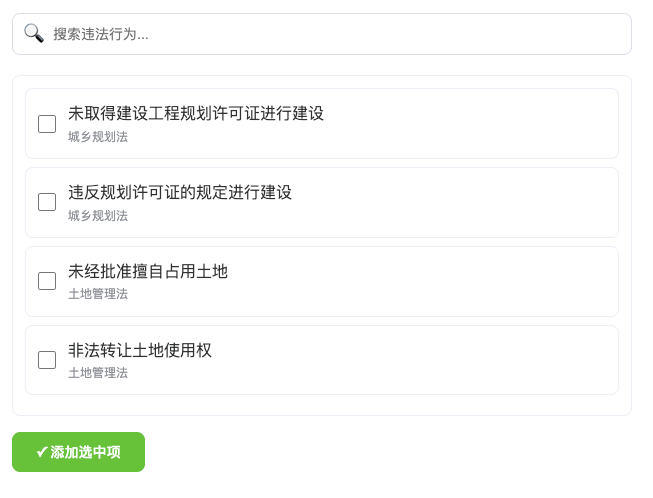 搜索违法行为...
未取得建设工程规划许可证进行建设
城乡规划法
违反规划许可证的规定进行建设
城乡规划法
未经批准擅自占用土地
土地管理法
非法转让土地使用权
土地管理法
✔添加选中项